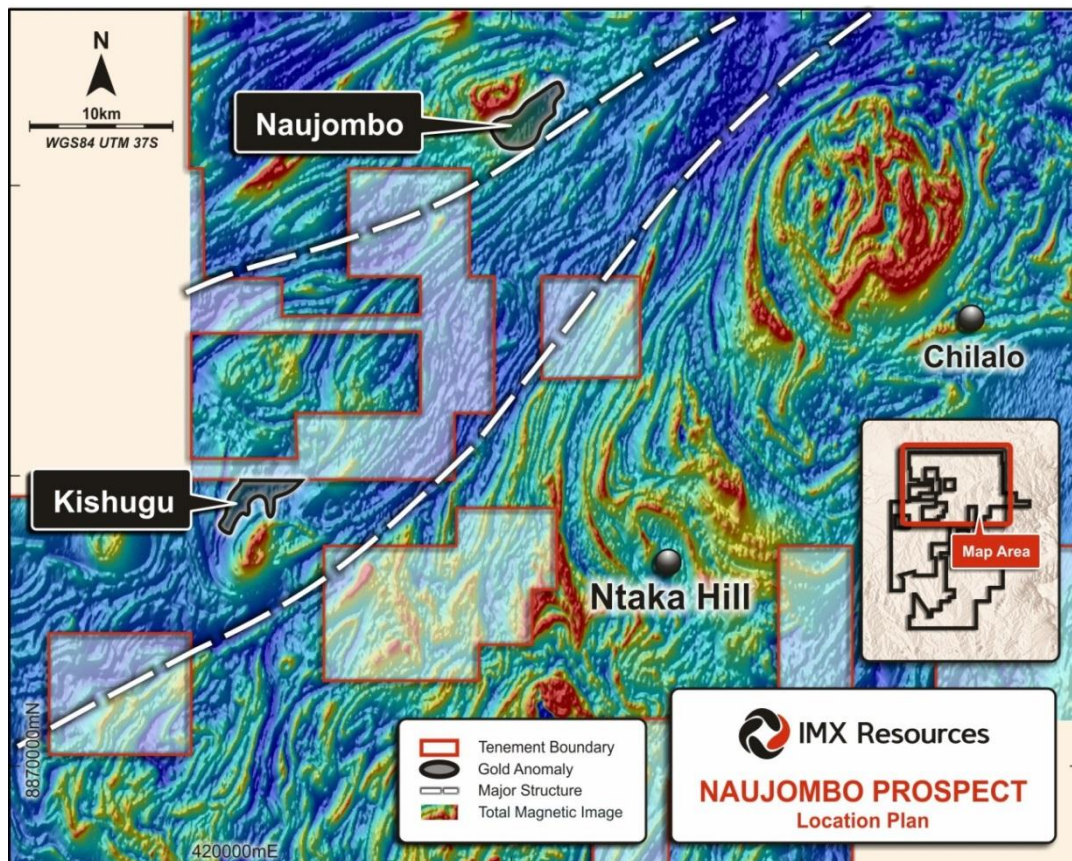 N
10km
WGS84 UTM 37S
Naujombo
Chilalo
Kishugu
Map Area
Ntaka Hill
8870000mN
420000mE
Tenement Boundary
Gold Anomaly
Major Structure
Total Magnetic Image
IMX Resources
NAUJOMBO PROSPECT
Location Plan